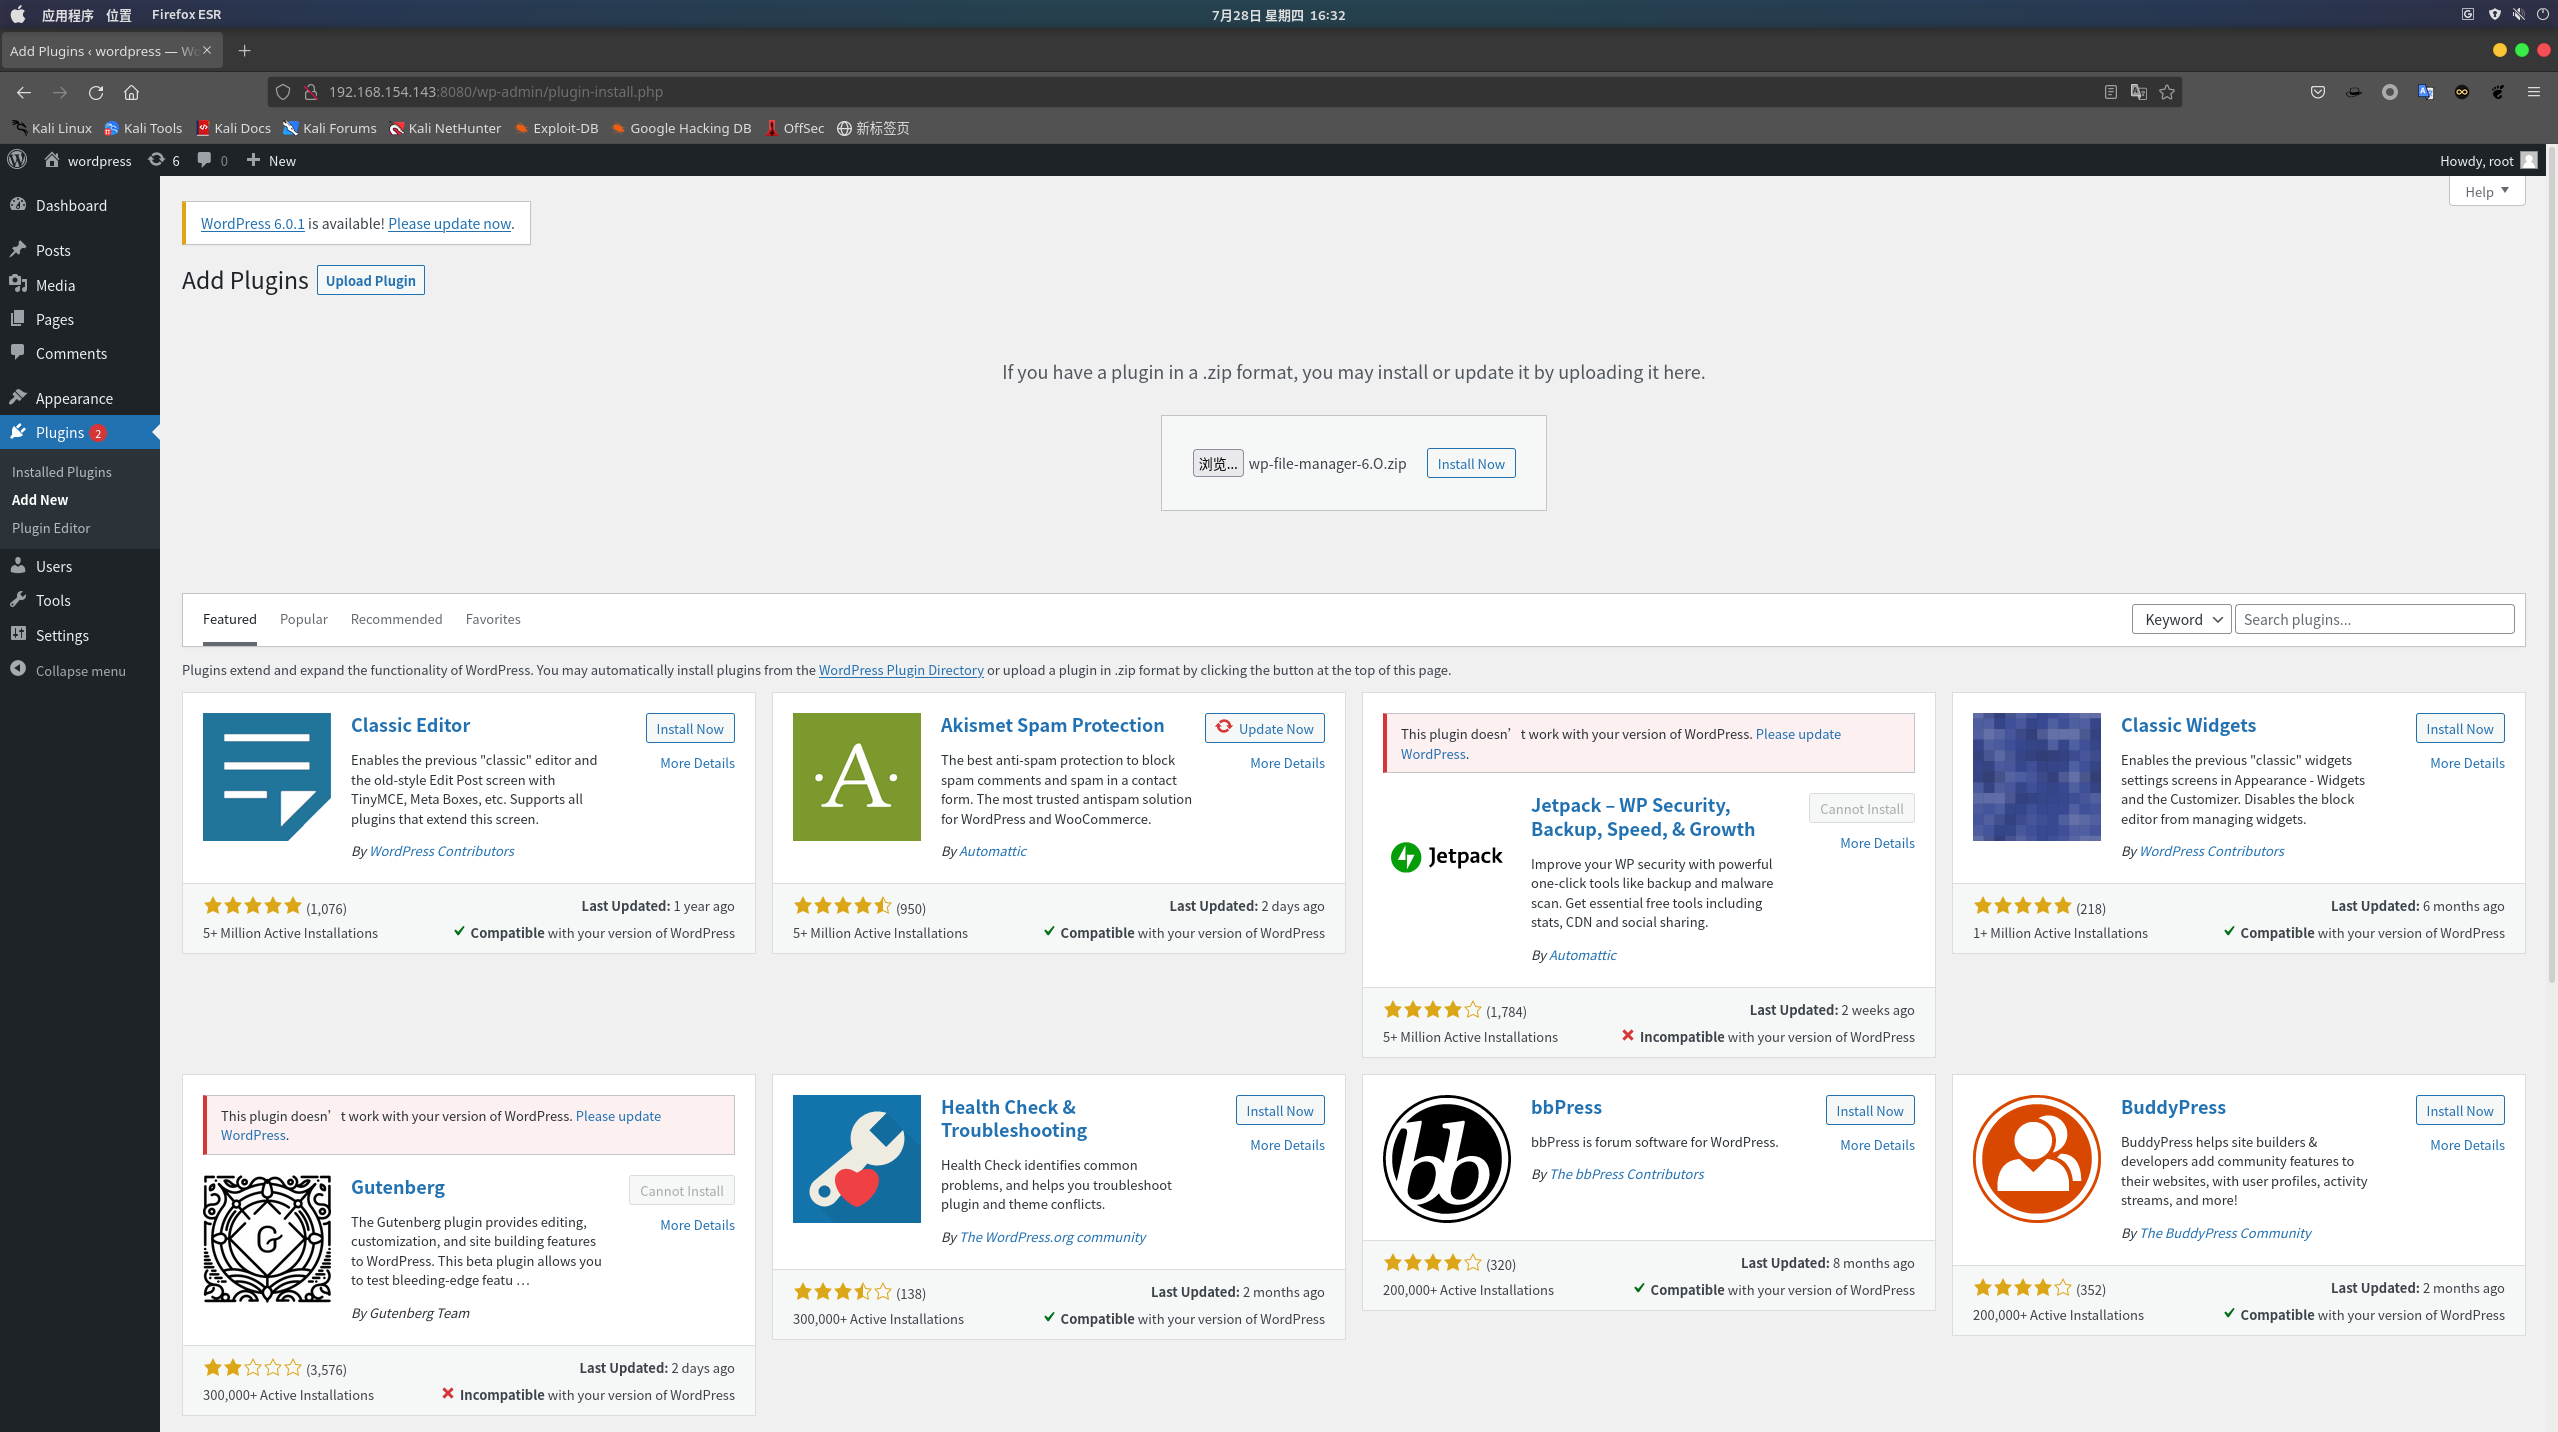 应用程序 位置 Firefox ESR 7月28日 星期四 16:32
Add Plugins ‹ wordpress — Wo
192.168.154.143:8080/wp-admin/plugin-install.php
Kali Linux Kali Tools Kali Docs Kali Forums Kali NetHunter Exploit-DB Google Hacking DB OffSec 新标签页
wordpress 6 0 New Howdy, root
Help
Dashboard
Posts
Media
Pages
Comments
Appearance
Plugins 2
Installed Plugins
Add New
Plugin Editor
Users
Tools
Settings
Collapse menu
WordPress 6.0.1 is available! Please update now.
Add Plugins Upload Plugin
If you have a plugin in a .zip format, you may install or update it by uploading it here.
浏览... wp-file-manager-6.O.zip Install Now
Featured Popular Recommended Favorites Keyword Search plugins...
Plugins extend and expand the functionality of WordPress. You may automatically install plugins from the WordPress Plugin Directory or upload a plugin in .zip format by clicking the button at the top of this page.
Classic Editor
Install Now
More Details
Enables the previous "classic" editor and
the old-style Edit Post screen with
TinyMCE, Meta Boxes, etc. Supports all
plugins that extend this screen.
By WordPress Contributors
(1,076) Last Updated: 1 year ago
5+ Million Active Installations Compatible with your version of WordPress
A
Akismet Spam Protection
Update Now
More Details
The best anti-spam protection to block
spam comments and spam in a contact
form. The most trusted antispam solution
for WordPress and WooCommerce.
By Automattic
(950) Last Updated: 2 days ago
5+ Million Active Installations Compatible with your version of WordPress
This plugin doesn’t work with your version of WordPress. Please update
WordPress.
Jetpack
Jetpack – WP Security,
Backup, Speed, & Growth
Cannot Install
More Details
Improve your WP security with powerful
one-click tools like backup and malware
scan. Get essential free tools including
stats, CDN and social sharing.
By Automattic
(1,784) Last Updated: 2 weeks ago
5+ Million Active Installations Incompatible with your version of WordPress
Classic Widgets
Install Now
More Details
Enables the previous "classic" widgets
settings screens in Appearance - Widgets
and the Customizer. Disables the block
editor from managing widgets.
By WordPress Contributors
(218) Last Updated: 6 months ago
1+ Million Active Installations Compatible with your version of WordPress
This plugin doesn’t work with your version of WordPress. Please update
WordPress.
G
Gutenberg
Cannot Install
More Details
The Gutenberg plugin provides editing,
customization, and site building features
to WordPress. This beta plugin allows you
to test bleeding-edge featu …
By Gutenberg Team
(3,576) Last Updated: 2 days ago
300,000+ Active Installations Incompatible with your version of WordPress
Health Check &
Troubleshooting
Install Now
More Details
Health Check identifies common
problems, and helps you troubleshoot
plugin and theme conflicts.
By The WordPress.org community
(138) Last Updated: 2 months ago
300,000+ Active Installations Compatible with your version of WordPress
bb
bbPress
Install Now
More Details
bbPress is forum software for WordPress.
By The bbPress Contributors
(320) Last Updated: 8 months ago
200,000+ Active Installations Compatible with your version of WordPress
BuddyPress
Install Now
More Details
BuddyPress helps site builders &
developers add community features to
their websites, with user profiles, activity
streams, and more!
By The BuddyPress Community
(352) Last Updated: 2 months ago
200,000+ Active Installations Compatible with your version of WordPress